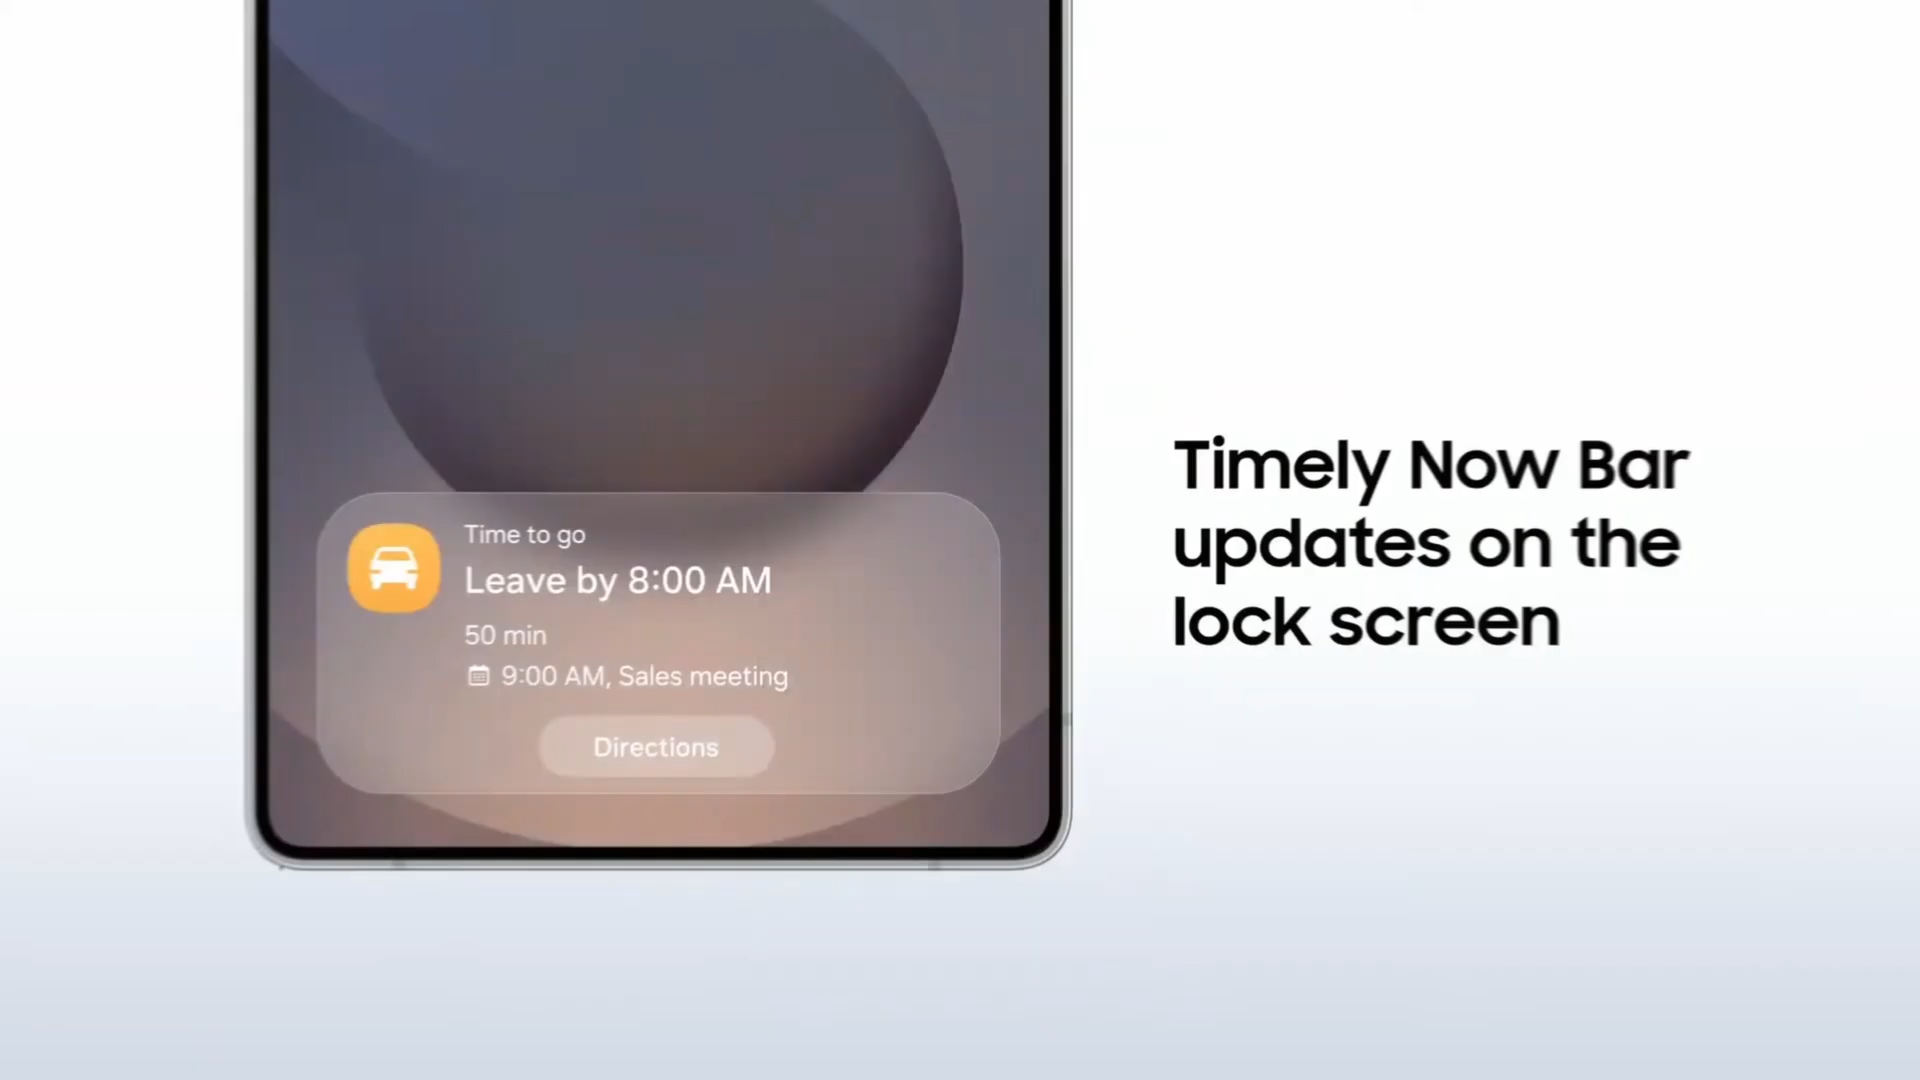 Time to go
Leave by 8:00 AM
50 min
9:00 AM, Sales meeting
Directions
Timely Now Bar
updates on the
lock screen